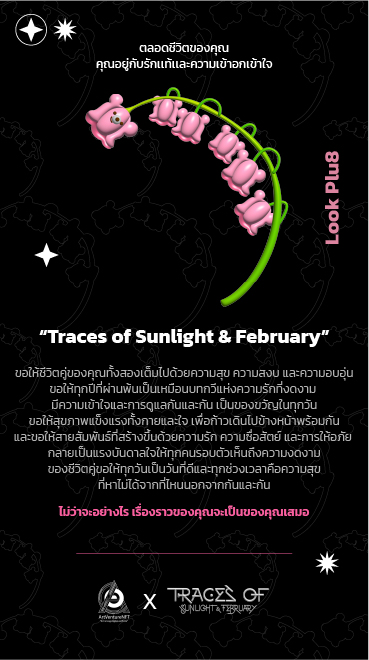 ตลอดชีวิตของคุณ
คุณอยู่กับรักแท้และความเข้าอกเข้าใจ
Look Plu8
“Traces of Sunlight & February”
ขอให้ชีวิตคู่ของคุณทั้งสองเต็มไปด้วยความสุข ความสงบ และความอบอุ่น
ขอให้ทุกปีที่ผ่านพ้นเป็นเหมือนบทกวีแห่งความรักที่งดงาม
มีความเข้าใจและการดูแลกันและกัน เป็นของขวัญในทุกวัน
ขอให้สุขภาพแข็งแรงทั้งกายและใจ เพื่อก้าวเดินไปข้างหน้าพร้อมกัน
และขอให้สายสัมพันธ์ที่สร้างขึ้นด้วยความรัก ความซื่อสัตย์ และการให้อภัย
กลายเป็นแรงบันดาลใจให้ทุกคนรอบตัวเห็นถึงความงดงาม
ของชีวิตคู่ขอให้ทุกวันเป็นวันที่ดีและทุกช่วงเวลาคือความสุข
ที่หาไม่ได้จากที่ไหนนอกจากกันและกัน
ไม่ว่าจะอย่างไร เรื่องราวของคุณจะเป็นของคุณเสมอ
ArtVentureNFT
X
TRACES OF
SUNLIGHT & FEBRUARY